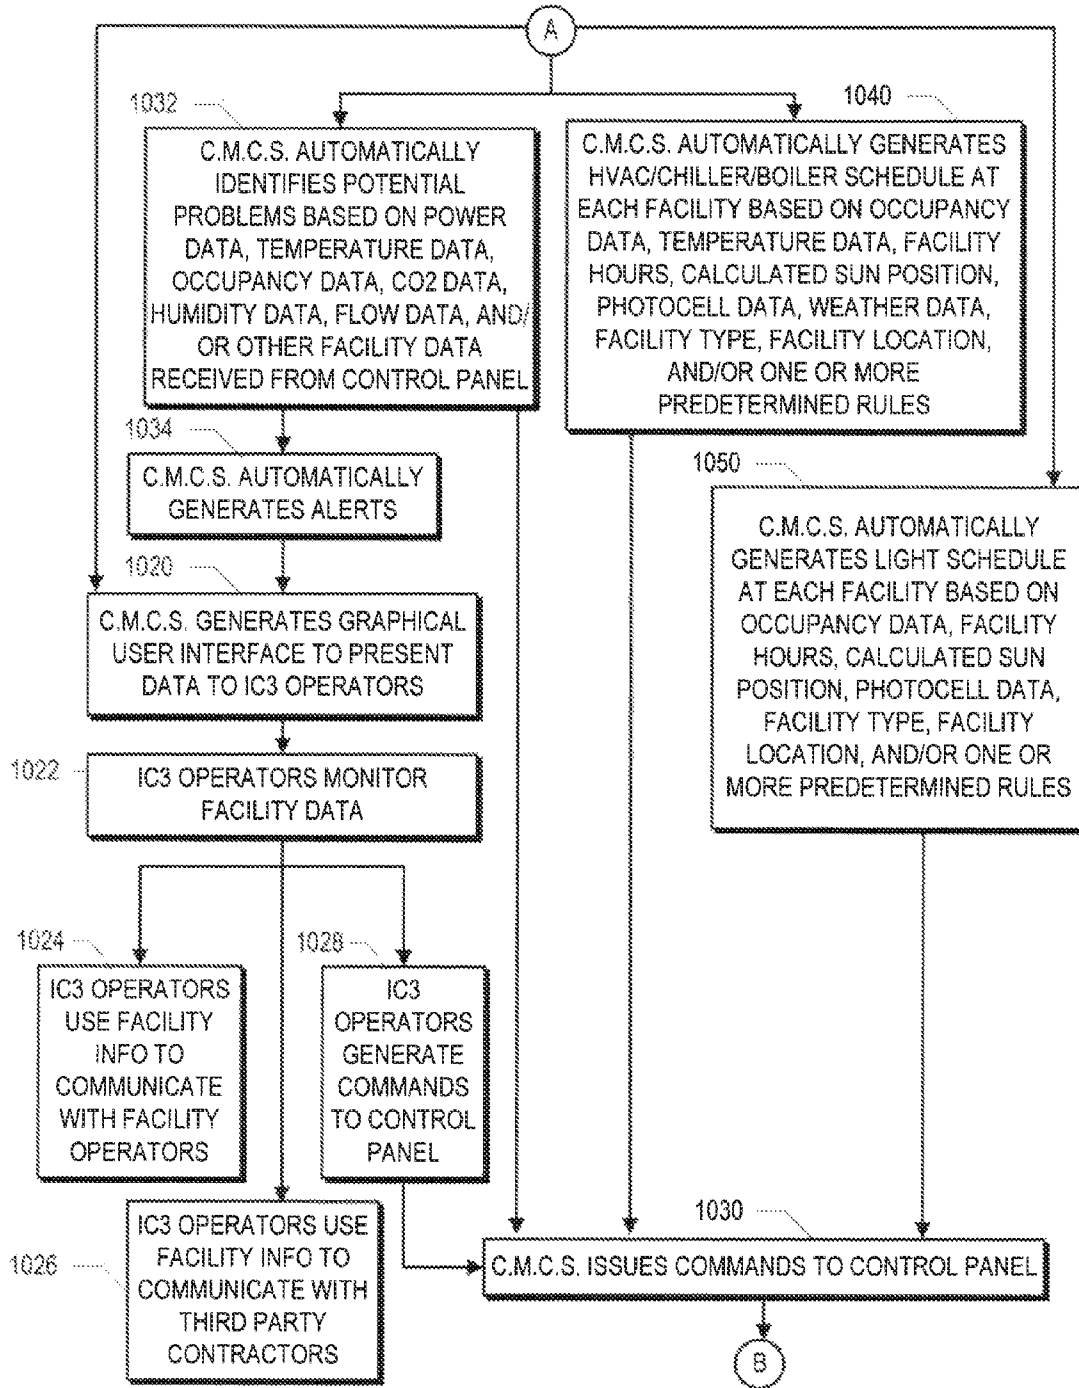 A
1032
C.M.C.S. AUTOMATICALLY
IDENTIFIES POTENTIAL
PROBLEMS BASED ON POWER
DATA, TEMPERATURE DATA,
OCCUPANCY DATA, CO2 DATA,
HUMIDITY DATA, FLOW DATA, AND/
OR OTHER FACILITY DATA
RECEIVED FROM CONTROL PANEL
1040
C.M.C.S. AUTOMATICALLY GENERATES
HVAC/CHILLER/BOILER SCHEDULE AT
EACH FACILITY BASED ON OCCUPANCY
DATA, TEMPERATURE DATA, FACILITY
HOURS, CALCULATED SUN POSITION,
PHOTOCELL DATA, WEATHER DATA,
FACILITY TYPE, FACILITY LOCATION,
AND/OR ONE OR MORE
PREDETERMINED RULES
1034
C.M.C.S. AUTOMATICALLY
GENERATES ALERTS
1050
C.M.C.S. AUTOMATICALLY
GENERATES LIGHT SCHEDULE
AT EACH FACILITY BASED ON
OCCUPANCY DATA, FACILITY
HOURS, CALCULATED SUN
POSITION, PHOTOCELL DATA,
FACILITY TYPE, FACILITY
LOCATION, AND/OR ONE OR
MORE PREDETERMINED RULES
1020
C.M.C.S. GENERATES GRAPHICAL
USER INTERFACE TO PRESENT
DATA TO IC3 OPERATORS
1022
IC3 OPERATORS MONITOR
FACILITY DATA
1024
IC3 OPERATORS
USE FACILITY
INFO TO
COMMUNICATE
WITH FACILITY
OPERATORS
1028
IC3
OPERATORS
GENERATE
COMMANDS
TO CONTROL
PANEL
1026
IC3 OPERATORS USE
FACILITY INFO TO
COMMUNICATE WITH
THIRD PARTY
CONTRACTORS
1030
C.M.C.S. ISSUES COMMANDS TO CONTROL PANEL
B